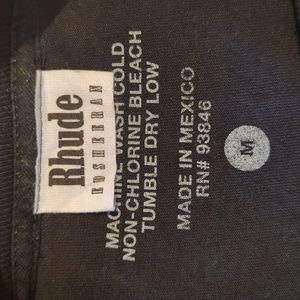 Rhude
MACHINE WASH COLD
NON-CHLORINE BLEACH
TUMBLE DRY LOW
MADE IN MEXICO
RN# 93846
M